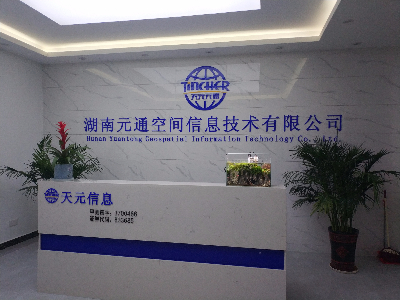 TINCHER
湖南元通空间信息技术有限公司
Hunan Yuantong Geospatial Information Technology Co.,Ltd.
天元信息